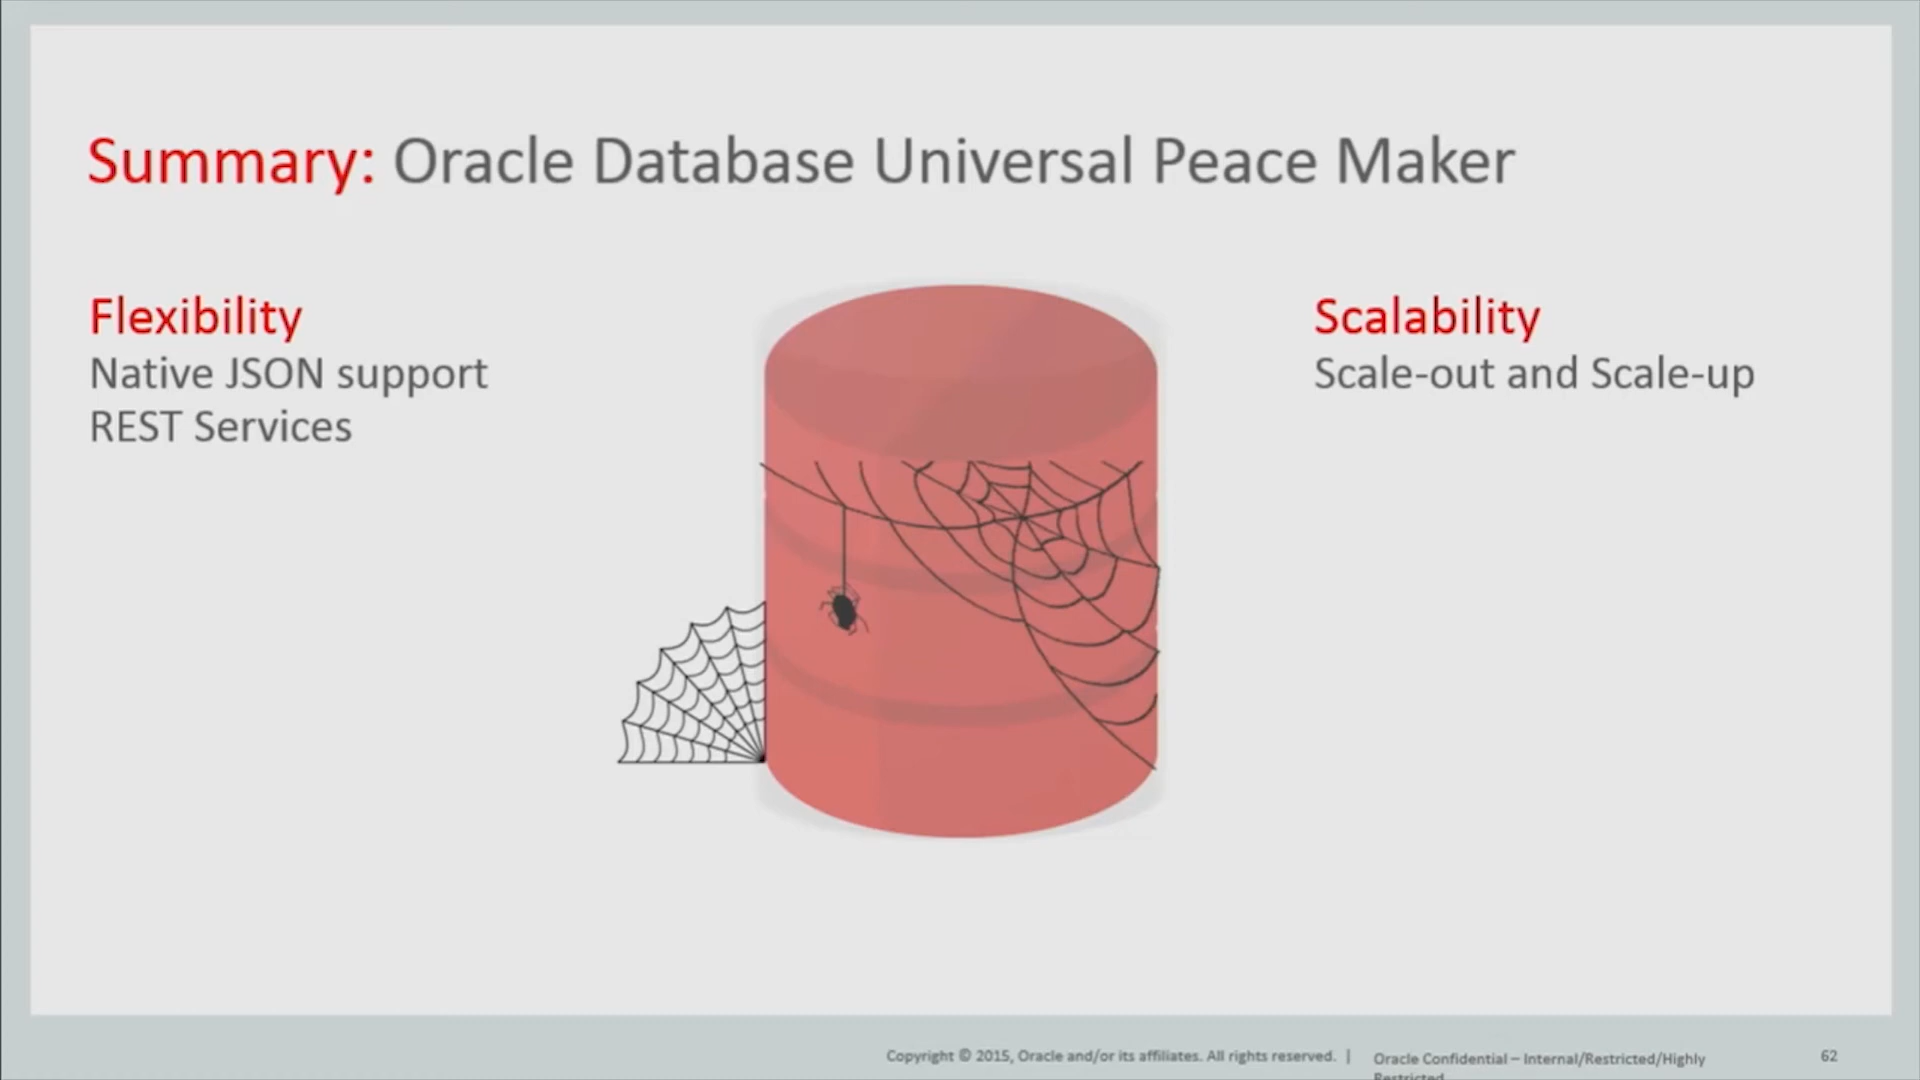 Summary: Oracle Database Universal Peace Maker
Flexibility
Native JSON support
REST Services
Scalability
Scale-out and Scale-up
Copyright © 2015, Oracle and/or its affiliates. All rights reserved. |
Oracle Confidential – Internal/Restricted/Highly
Restricted
62